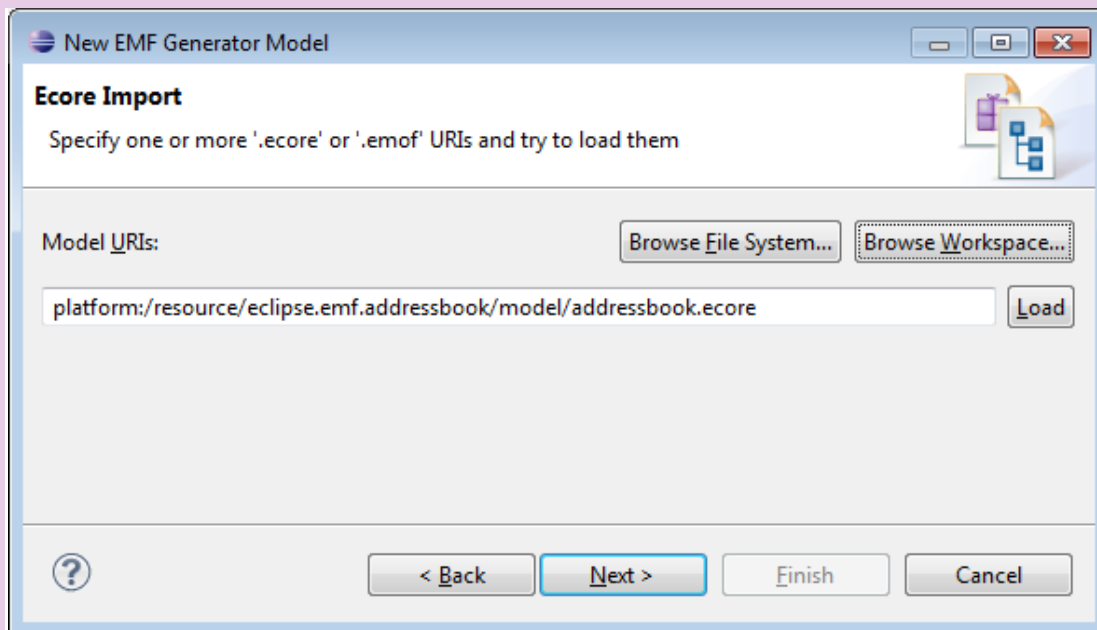 New EMF Generator Model
Ecore Import
Specify one or more '.ecore' or '.emof' URIs and try to load them
Model URIs:
Browse File System...
Browse Workspace...
platform:/resource/eclipse.emf.addressbook/model/addressbook.ecore
Load
?
< Back
Next >
Finish
Cancel